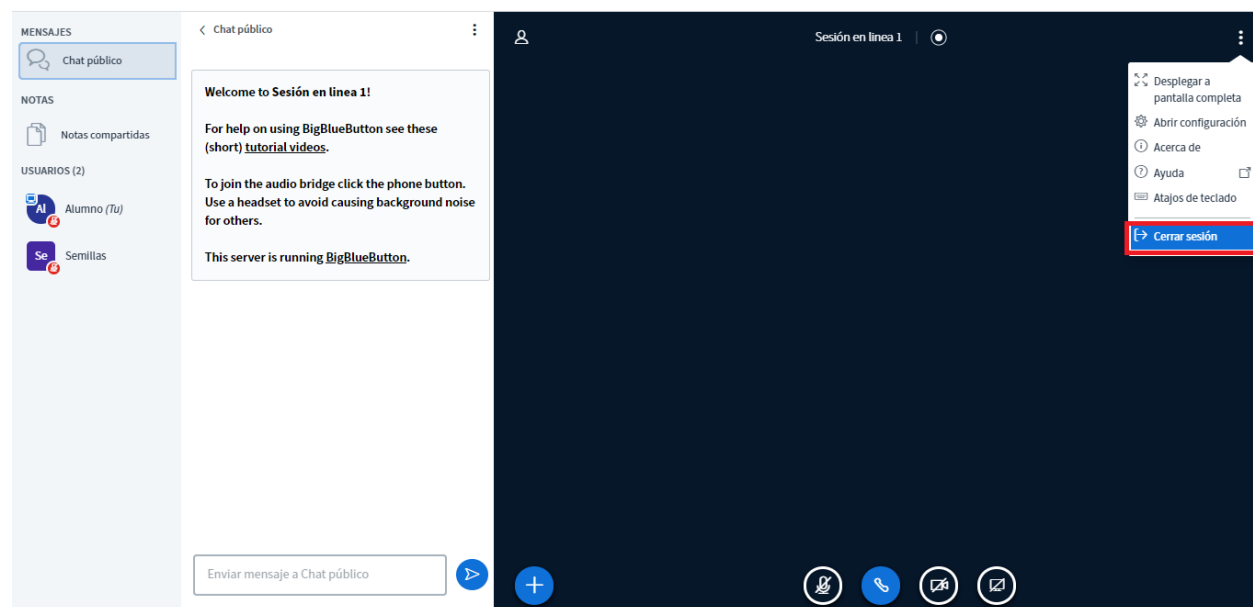 MENSAJES
Chat público
NOTAS
Notas compartidas
USUARIOS (2)
Al Alumno (Tu)
Se Semillas
Chat público
Welcome to Sesión en linea 1!
For help on using BigBlueButton see these
(short) tutorial videos.
To join the audio bridge click the phone button.
Use a headset to avoid causing background noise
for others.
This server is running BigBlueButton.
Enviar mensaje a Chat público
Sesión en linea 1
Desplegar a
pantalla completa
Abrir configuración
Acerca de
Ayuda
Atajos de teclado
Cerrar sesión